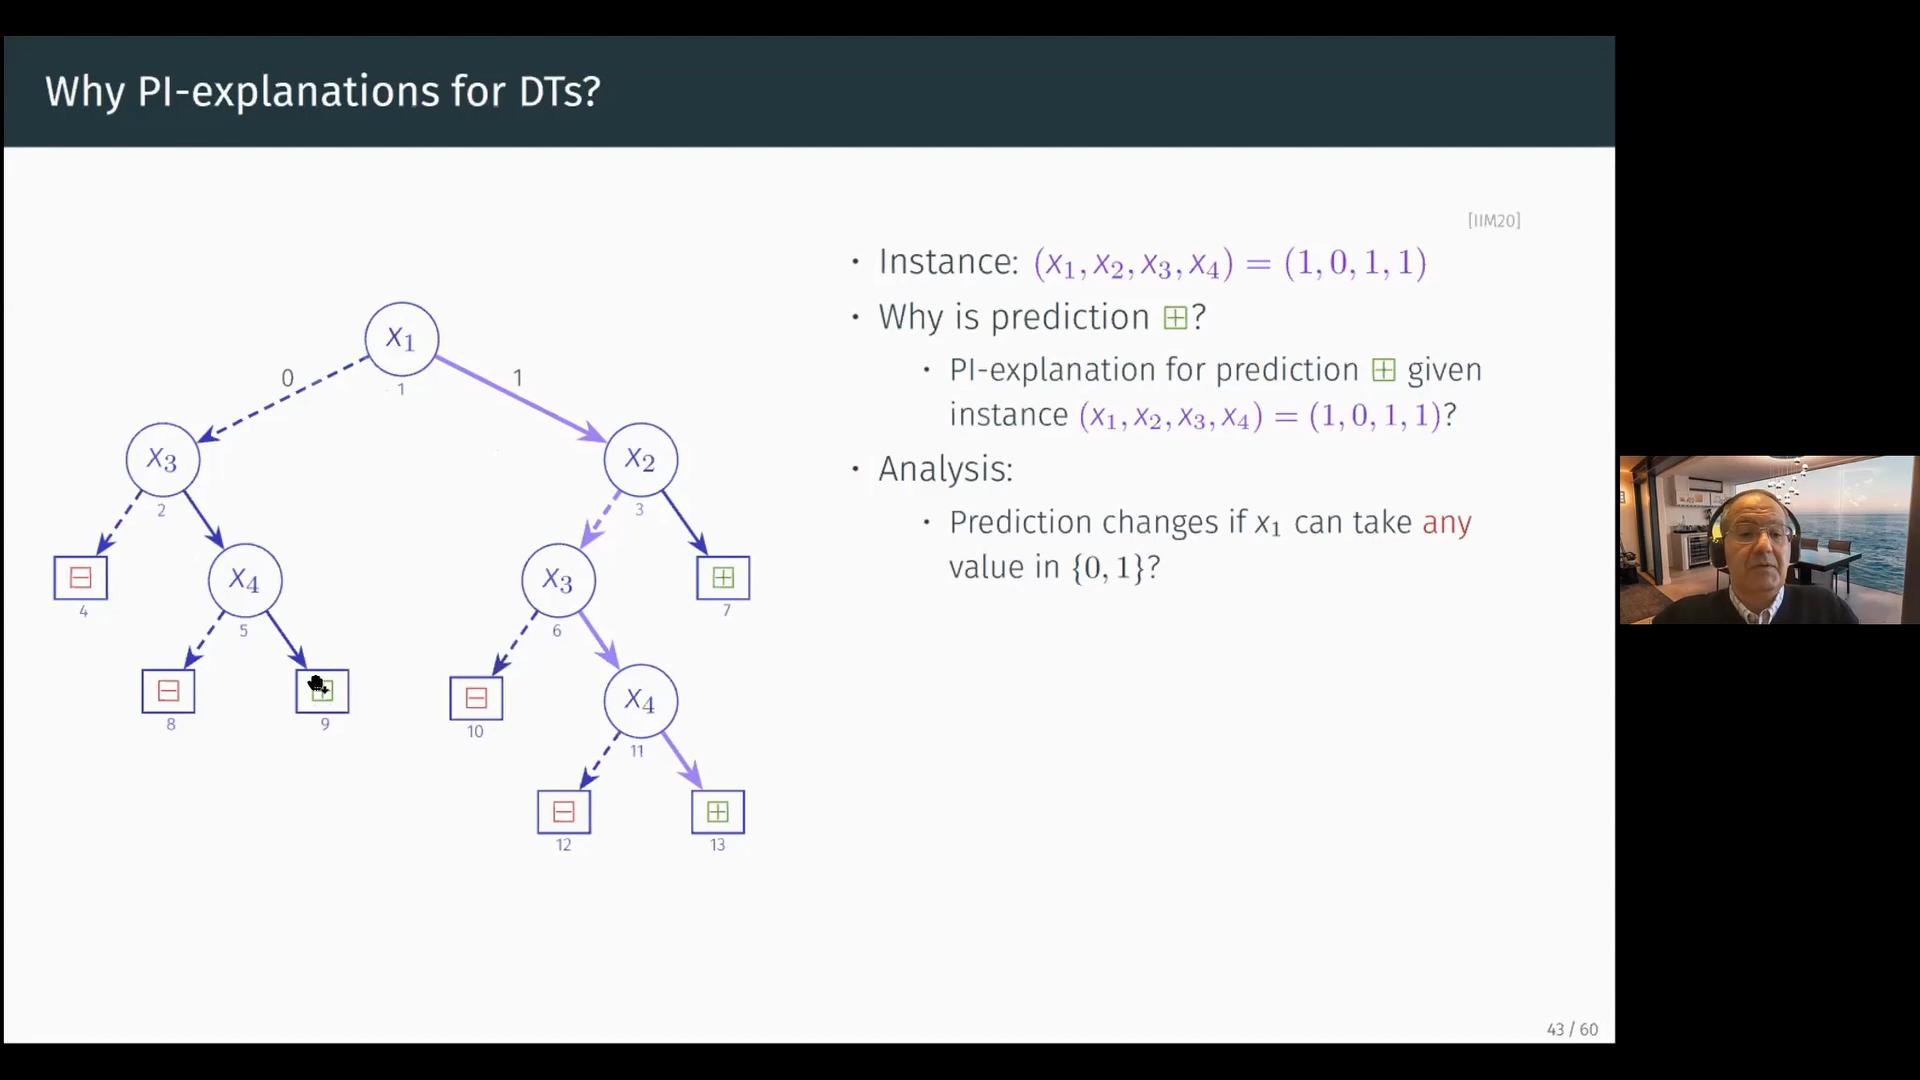 Why PI-explanations for DTs?
[IIM20]
• Instance: (x₁, x₂, x₃, x₄) = (1, 0, 1, 1)
• Why is prediction ⊞?
• PI-explanation for prediction ⊞ given
instance (x₁, x₂, x₃, x₄) = (1, 0, 1, 1)?
• Analysis:
• Prediction changes if x₁ can take any
value in {0, 1}?
x₁
1
0
1
x₃
2
x₂
3
⊟
4
x₄
5
x₃
6
⊞
7
⊟
8
⊞
9
⊟
10
x₄
11
⊟
12
⊞
13
43 / 60